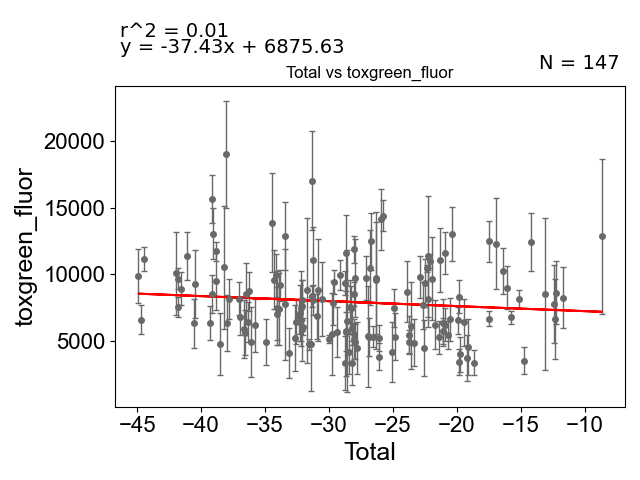 r^2 = 0.01
y = -37.43x + 6875.63
N = 147
Total vs toxgreen_fluor
20000
15000
10000
5000
toxgreen_fluor
−45 −40 −35 −30 −25 −20 −15 −10
Total